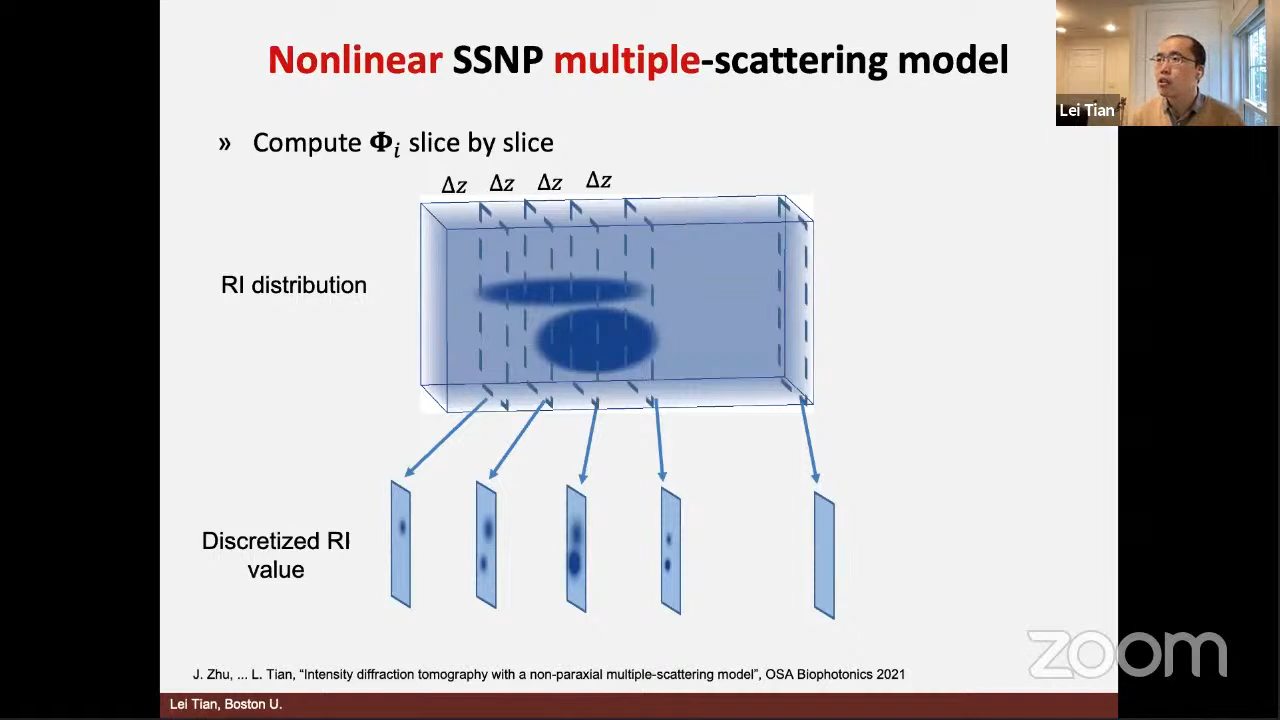 Nonlinear SSNP multiple-scattering model
Lei Tian
» Compute Φi slice by slice
Δz Δz Δz Δz
RI distribution
Discretized RI
value
zoom
J. Zhu, ... L. Tian, “Intensity diffraction tomography with a non-paraxial multiple-scattering model”, OSA Biophotonics 2021
Lei Tian, Boston U.